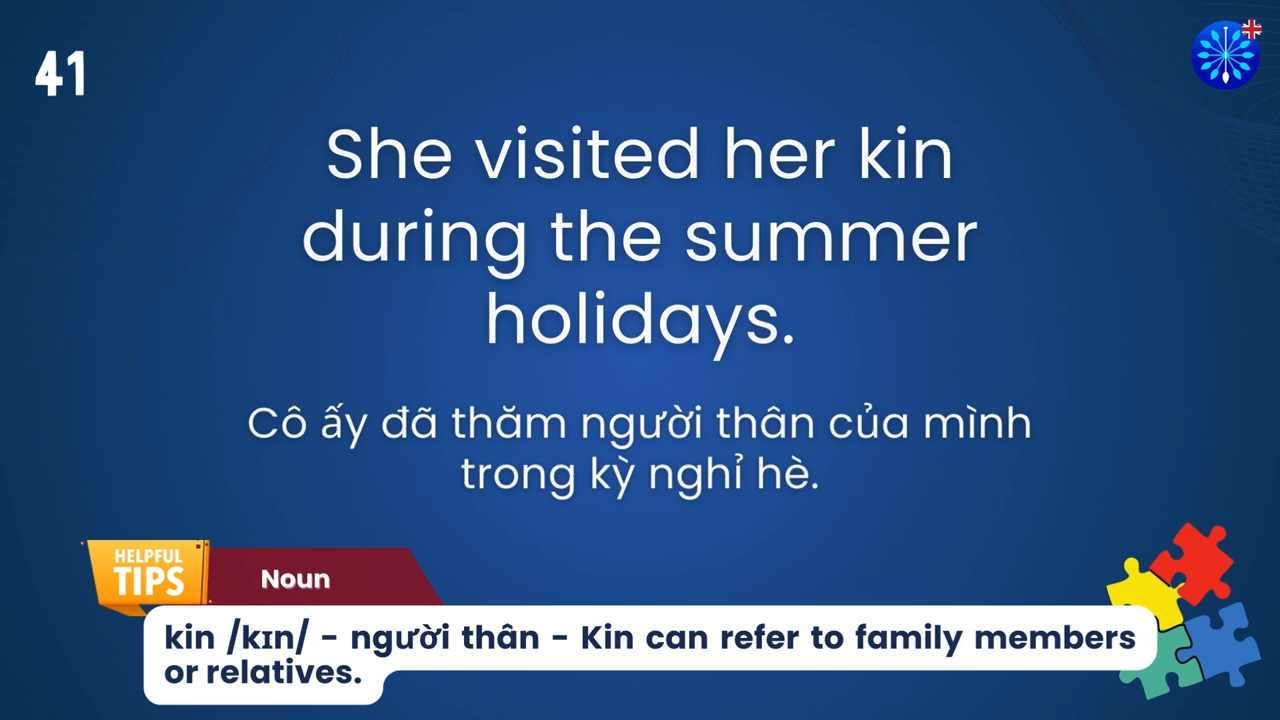 41
She visited her kin
during the summer
holidays.
Cô ấy đã thăm người thân của mình
trong kỳ nghỉ hè.
HELPFUL
TIPS
Noun
kin /kɪn/ - người thân - Kin can refer to family members
or relatives.